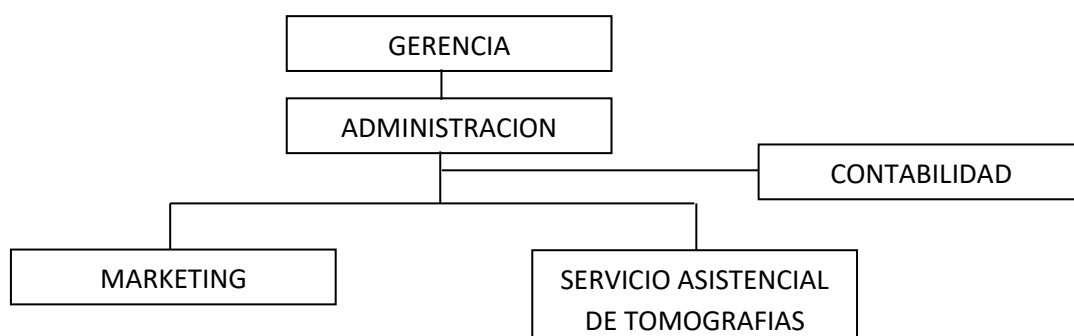 GERENCIA
ADMINISTRACION
CONTABILIDAD
MARKETING
SERVICIO ASISTENCIAL
DE TOMOGRAFIAS